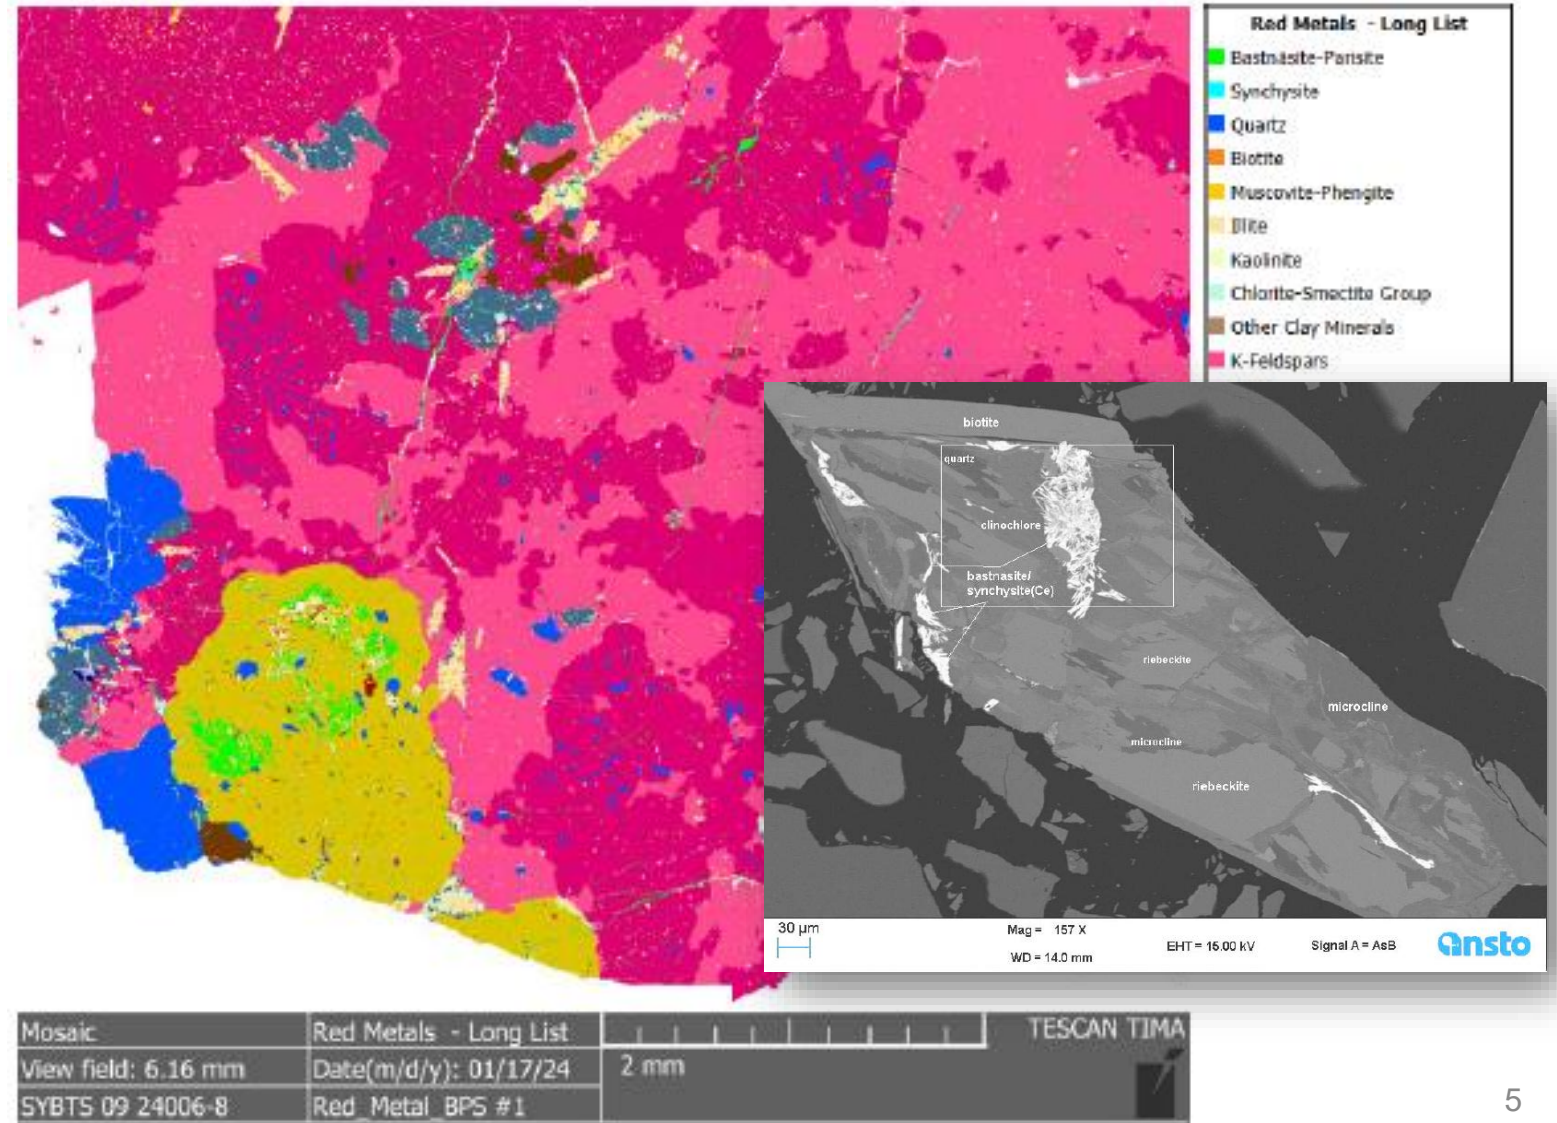 Red Metals - Long List
Bastnäsite-Parisite
Synchysite
Quartz
Biotite
Muscovite-Phengite
Illite
Kaolinite
Chlorite-Smectite Group
Other Clay Minerals
K-Feldspars
biotite
quartz
clinochlore
bastnasite/
synchysite(Ce)
riebeckite
microcline
microcline
riebeckite
30 µm
Mag = 157 X
WD = 14.0 mm
EHT = 15.00 kV
Signal A = AsB
ansto
Mosaic
Red Metals - Long List
TESCAN TIMA
View field: 6.16 mm
Date(m/d/y): 01/17/24
2 mm
SYBTS 09 24006-8
Red_Metal_BPS #1
5